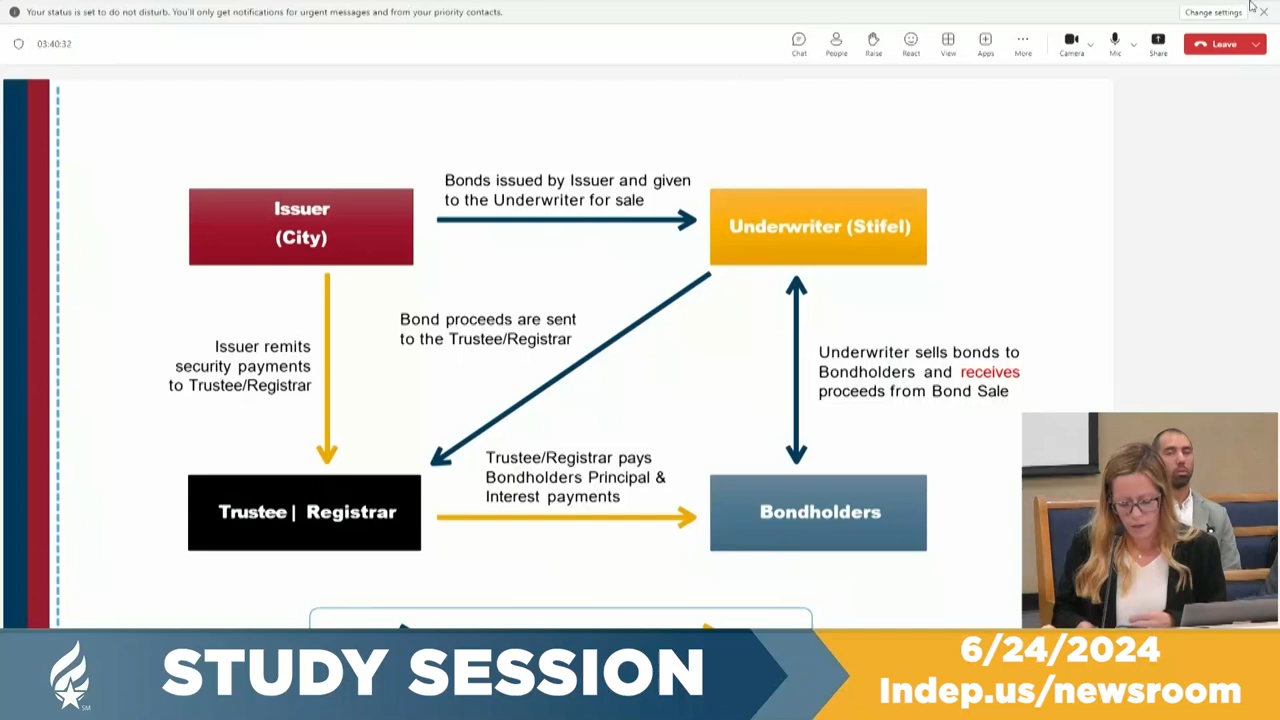 Your status is set to do not disturb. You'll only get notifications for urgent messages and from your priority contacts.
Change settings
03:40:32
Chat
People
Raise
React
View
Apps
More
Camera
Mic
Share
Leave
Bonds issued by Issuer and given
to the Underwriter for sale
Issuer
(City)
Underwriter (Stifel)
Bond proceeds are sent
to the Trustee/Registrar
Issuer remits
security payments
to Trustee/Registrar
Underwriter sells bonds to
Bondholders and receives
proceeds from Bond Sale
Trustee/Registrar pays
Bondholders Principal &
Interest payments
Trustee | Registrar
Bondholders
SM
STUDY SESSION
6/24/2024
Indep.us/newsroom